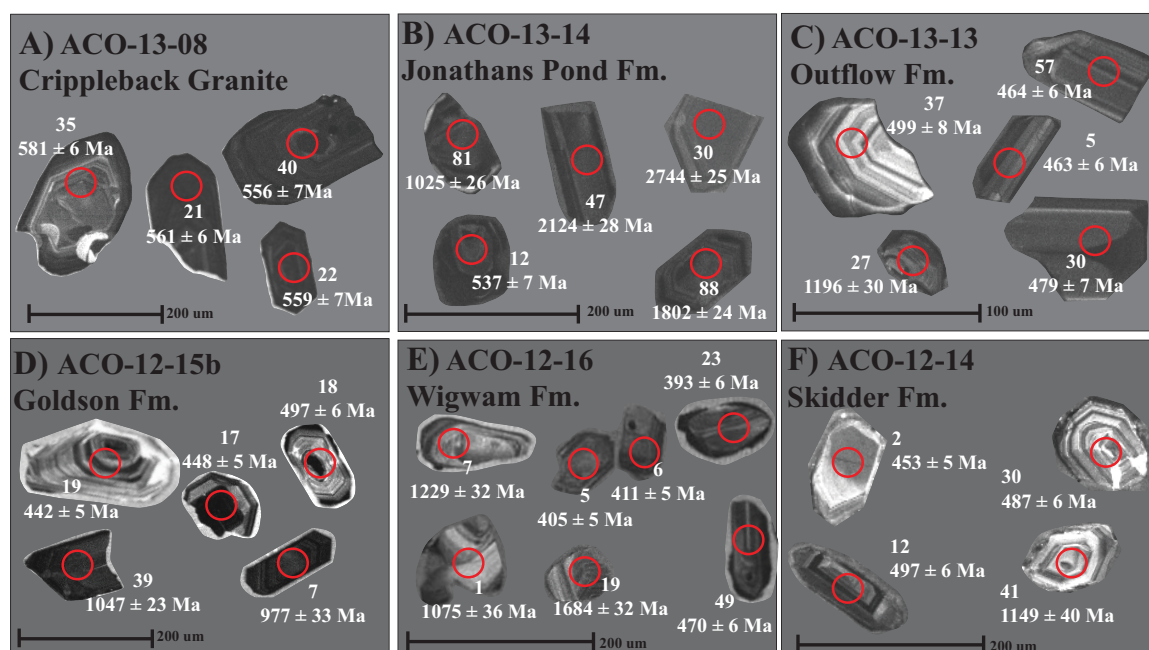 A) ACO-13-08
Crippleback Granite
35
581 ± 6 Ma
40
556 ± 7Ma
21
561 ± 6 Ma
22
559 ± 7Ma
200 um
B) ACO-13-14
Jonathans Pond Fm.
81
1025 ± 26 Ma
30
2744 ± 25 Ma
47
2124 ± 28 Ma
12
537 ± 7 Ma
88
1802 ± 24 Ma
200 um
C) ACO-13-13
Outflow Fm.
57
464 ± 6 Ma
37
499 ± 8 Ma
5
463 ± 6 Ma
27
1196 ± 30 Ma
30
479 ± 7 Ma
100 um
D) ACO-12-15b
Goldson Fm.
18
497 ± 6 Ma
17
448 ± 5 Ma
19
442 ± 5 Ma
39
1047 ± 23 Ma
7
977 ± 33 Ma
200 um
E) ACO-12-16
Wigwam Fm.
23
393 ± 6 Ma
7
1229 ± 32 Ma
6
411 ± 5 Ma
5
405 ± 5 Ma
1
1075 ± 36 Ma
19
1684 ± 32 Ma
49
470 ± 6 Ma
200 um
F) ACO-12-14
Skidder Fm.
2
453 ± 5 Ma
30
487 ± 6 Ma
12
497 ± 6 Ma
41
1149 ± 40 Ma
200 um